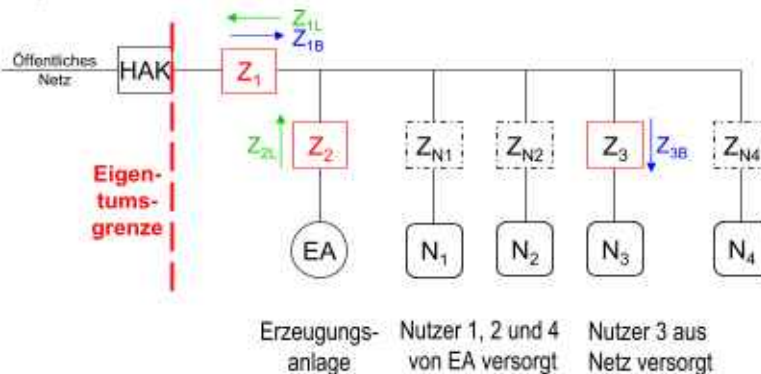 Z1L
Z1B
Öffentliches
Netz
HAK
Z1
Z2L
Z2
ZN1
ZN2
Z3
Z3B
ZN4
Eigen-
tums-
grenze
EA
N1
N2
N3
N4
Erzeugungs-
anlage
Nutzer 1, 2 und 4
von EA versorgt
Nutzer 3 aus
Netz versorgt